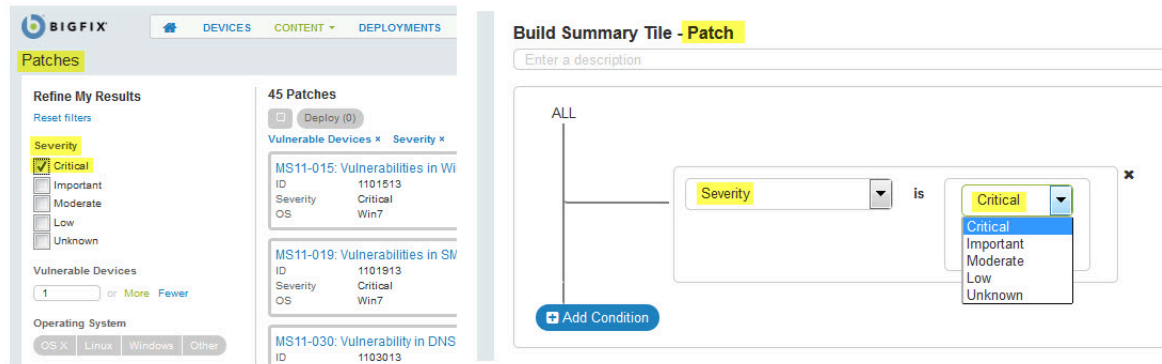 BIGFIX
DEVICES CONTENT DEPLOYMENTS
Patches
Refine My Results
Reset filters
Severity
Critical
Important
Moderate
Low
Unknown
Vulnerable Devices
1 or More Fewer
Operating System
OS X Linux Windows Other
45 Patches
Deploy (0)
Vulnerable Devices × Severity ×
MS11-015: Vulnerabilities in Wi
ID 1101513
Severity Critical
OS Win7
MS11-019: Vulnerabilities in SM
ID 1101913
Severity Critical
OS Win7
MS11-030: Vulnerability in DNS
ID 1103013
Build Summary Tile - Patch
Enter a description
ALL
Severity is Critical
Critical
Important
Moderate
Low
Unknown
Add Condition